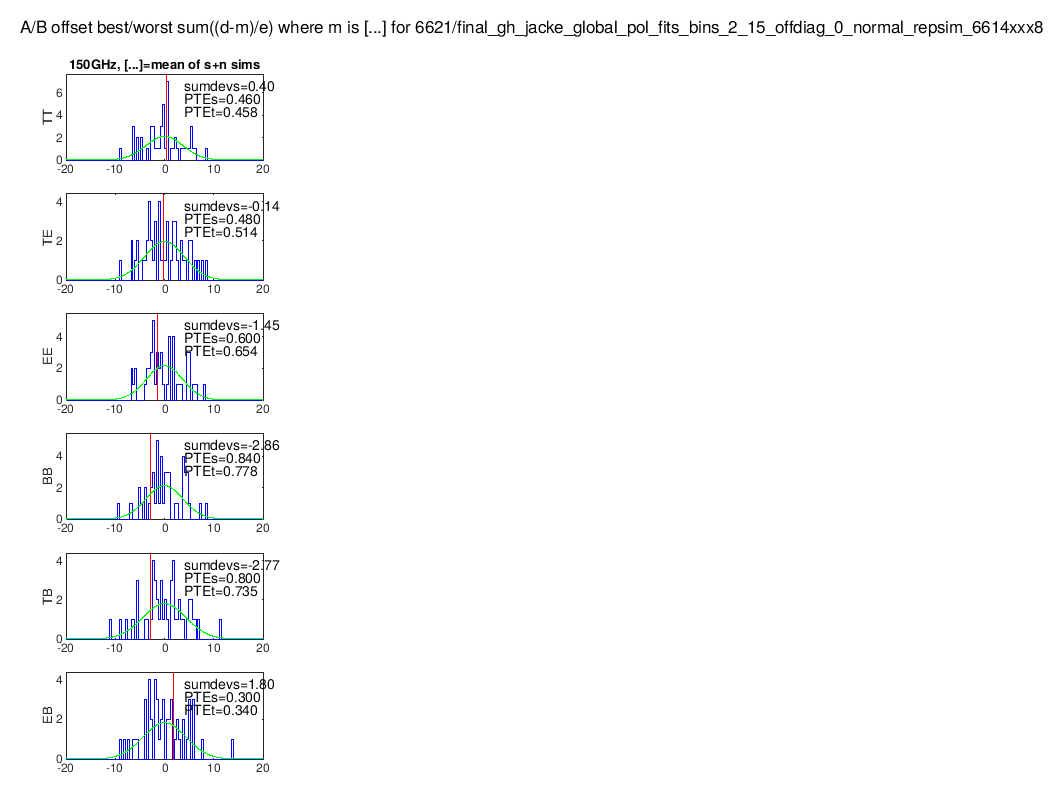 A/B offset best/worst sum((d-m)/e) where m is [...] for 6621/final_gh_jacke_global_pol_fits_bins_2_15_offdiag_0_normal_repsim_6614xxx8
150GHz, [...]=mean of s+n sims
TT
6
4
2
0
sumdevs=0.40
PTEs=0.460
PTEt=0.458
-20 -10 0 10 20
TE
4
2
0
sumdevs=-0.14
PTEs=0.480
PTEt=0.514
-20 -10 0 10 20
EE
4
2
0
sumdevs=-1.45
PTEs=0.600
PTEt=0.654
-20 -10 0 10 20
BB
4
2
0
sumdevs=-2.86
PTEs=0.840
PTEt=0.778
-20 -10 0 10 20
TB
4
2
0
sumdevs=-2.77
PTEs=0.800
PTEt=0.735
-20 -10 0 10 20
EB
4
2
0
sumdevs=1.80
PTEs=0.300
PTEt=0.340
-20 -10 0 10 20